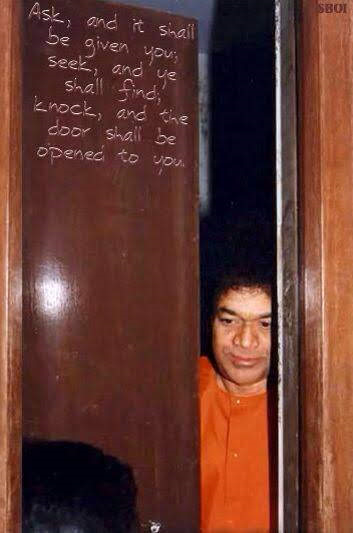 SBOI
Ask, and it shall
be given you;
seek, and ye
shall find;
knock, and the
door shall be
opened to you.